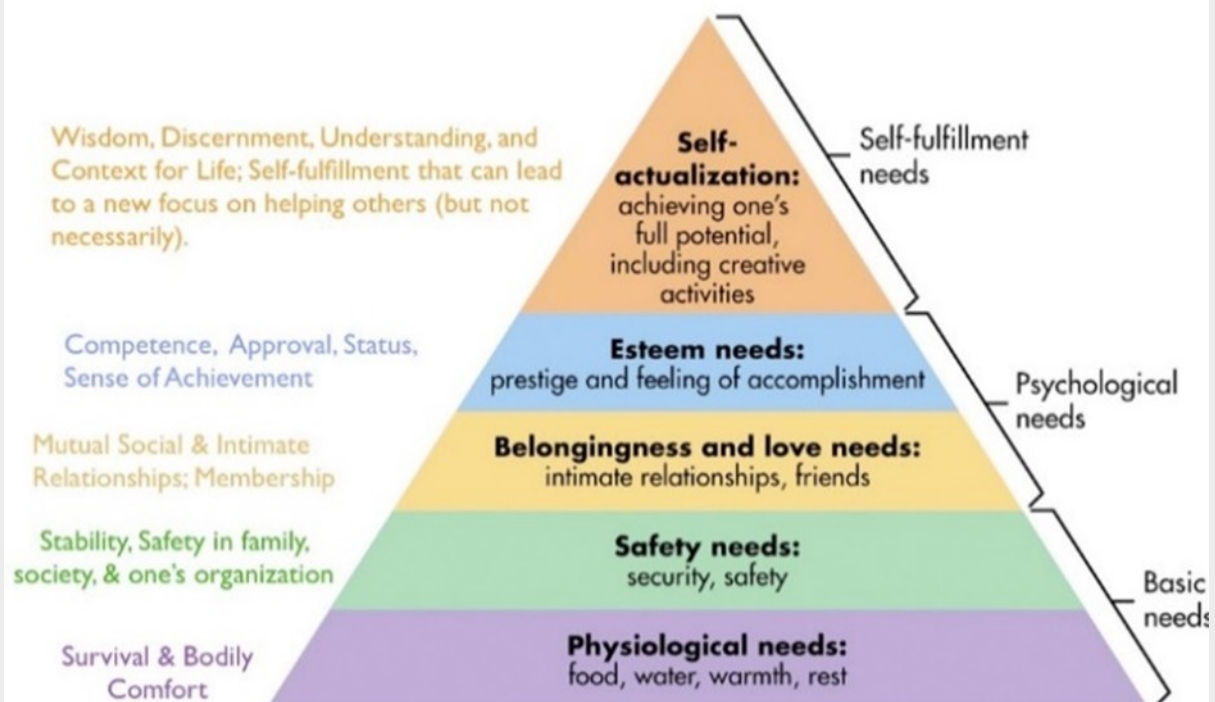 Wisdom, Discernment, Understanding, and
Context for Life; Self-fulfillment that can lead
to a new focus on helping others (but not
necessarily).
Self-
actualization:
achieving one's
full potential,
including creative
activities
Self-fulfillment
needs
Competence, Approval, Status,
Sense of Achievement
Esteem needs:
prestige and feeling of accomplishment
Psychological
needs
Mutual Social & Intimate
Relationships; Membership
Belongingness and love needs:
intimate relationships, friends
Stability, Safety in family,
society, & one's organization
Safety needs:
security, safety
Basic
needs
Survival & Bodily
Comfort
Physiological needs:
food, water, warmth, rest